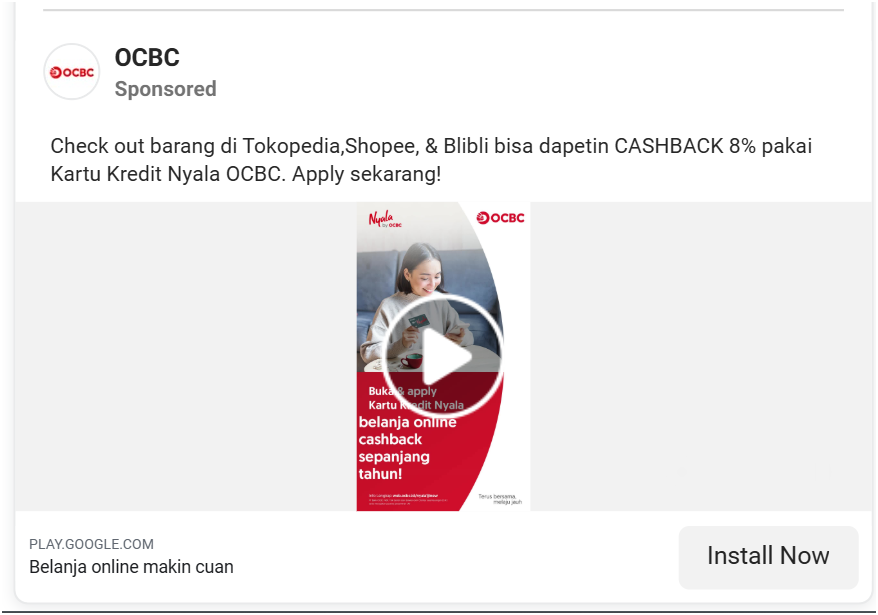 OCBC
OCBC
Sponsored
Check out barang di Tokopedia,Shopee, & Blibli bisa dapetin CASHBACK 8% pakai
Kartu Kredit Nyala OCBC. Apply sekarang!
Nyala
by OCBC
OCBC
Buka & apply
Kartu Kredit Nyala
belanja online
cashback
sepanjang
tahun!
Terus bersama,
melaju jauh
PLAY.GOOGLE.COM
Belanja online makin cuan
Install Now